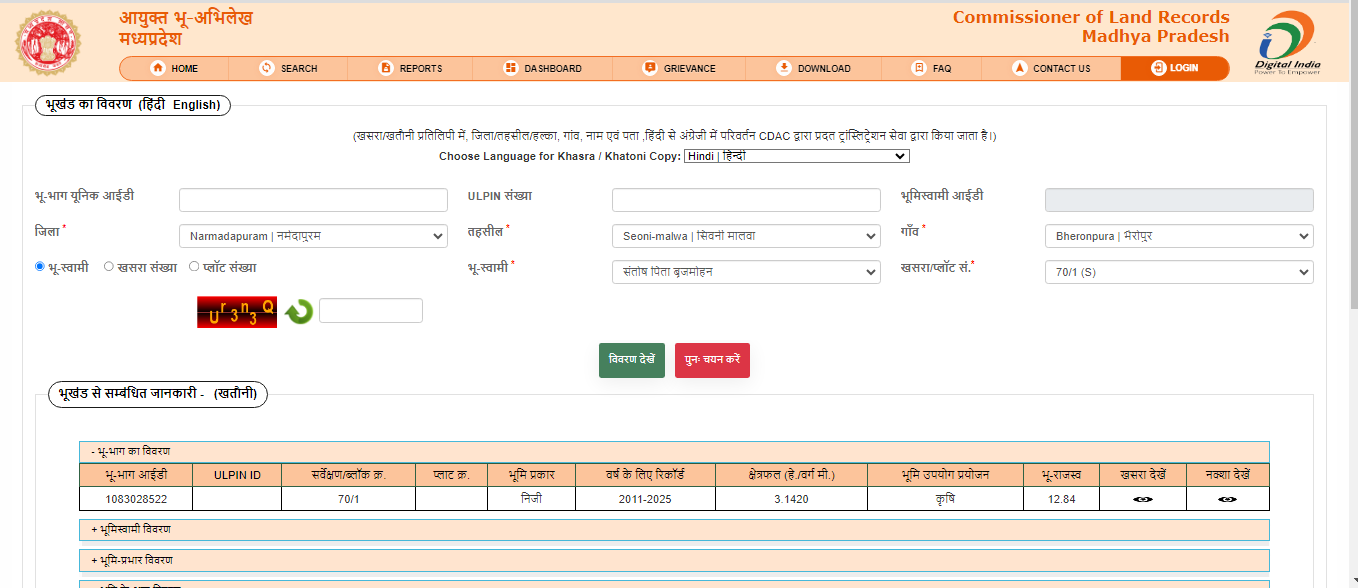 आयुक्त भू-अभिलेख
मध्यप्रदेश
Commissioner of Land Records
Madhya Pradesh
Digital India
Power To Empower
HOME SEARCH REPORTS DASHBOARD GRIEVANCE DOWNLOAD FAQ CONTACT US LOGIN
भूखंड का विवरण (हिंदी English)
(खसरा/खतौनी प्रतिलिपी में, जिला/तहसील/हल्का, गांव, नाम एवं पता ,हिंदी से अंग्रेजी में परिवर्तन CDAC द्वारा प्रदत ट्रांस्लिट्रेशन सेवा द्वारा किया जाता है।)
Choose Language for Khasra / Khatoni Copy: Hindi | हिन्दी
भू-भाग यूनिक आईडी ULPIN संख्या भूमिस्वामी आईडी
जिला * Narmadapuram | नर्मदापुरम तहसील * Seoni-malwa | सिवनी मालवा गाँव * Bheronpura | भैरोपुर
भू-स्वामी खसरा संख्या प्लॉट संख्या भू-स्वामी * संतोष पिता बृजमोहन खसरा/प्लॉट सं.* 70/1 (S)
Ur3n3Q
विवरण देखें पुनः चयन करें
भूखंड से सम्बंधित जानकारी - (खतौनी)
- भू-भाग का विवरण
भू-भाग आईडी ULPIN ID सर्वेक्षण/ब्लॉक क्र. प्लाट क्र. भूमि प्रकार वर्ष के लिए रिकॉर्ड क्षेत्रफल (हे./वर्ग मी.) भूमि उपयोग प्रयोजन भू-राजस्व खसरा देखें नक्शा देखें
1083028522 70/1 निजी 2011-2025 3.1420 कृषि 12.84
+ भूमिस्वामी विवरण
+ भूमि-प्रभार विवरण